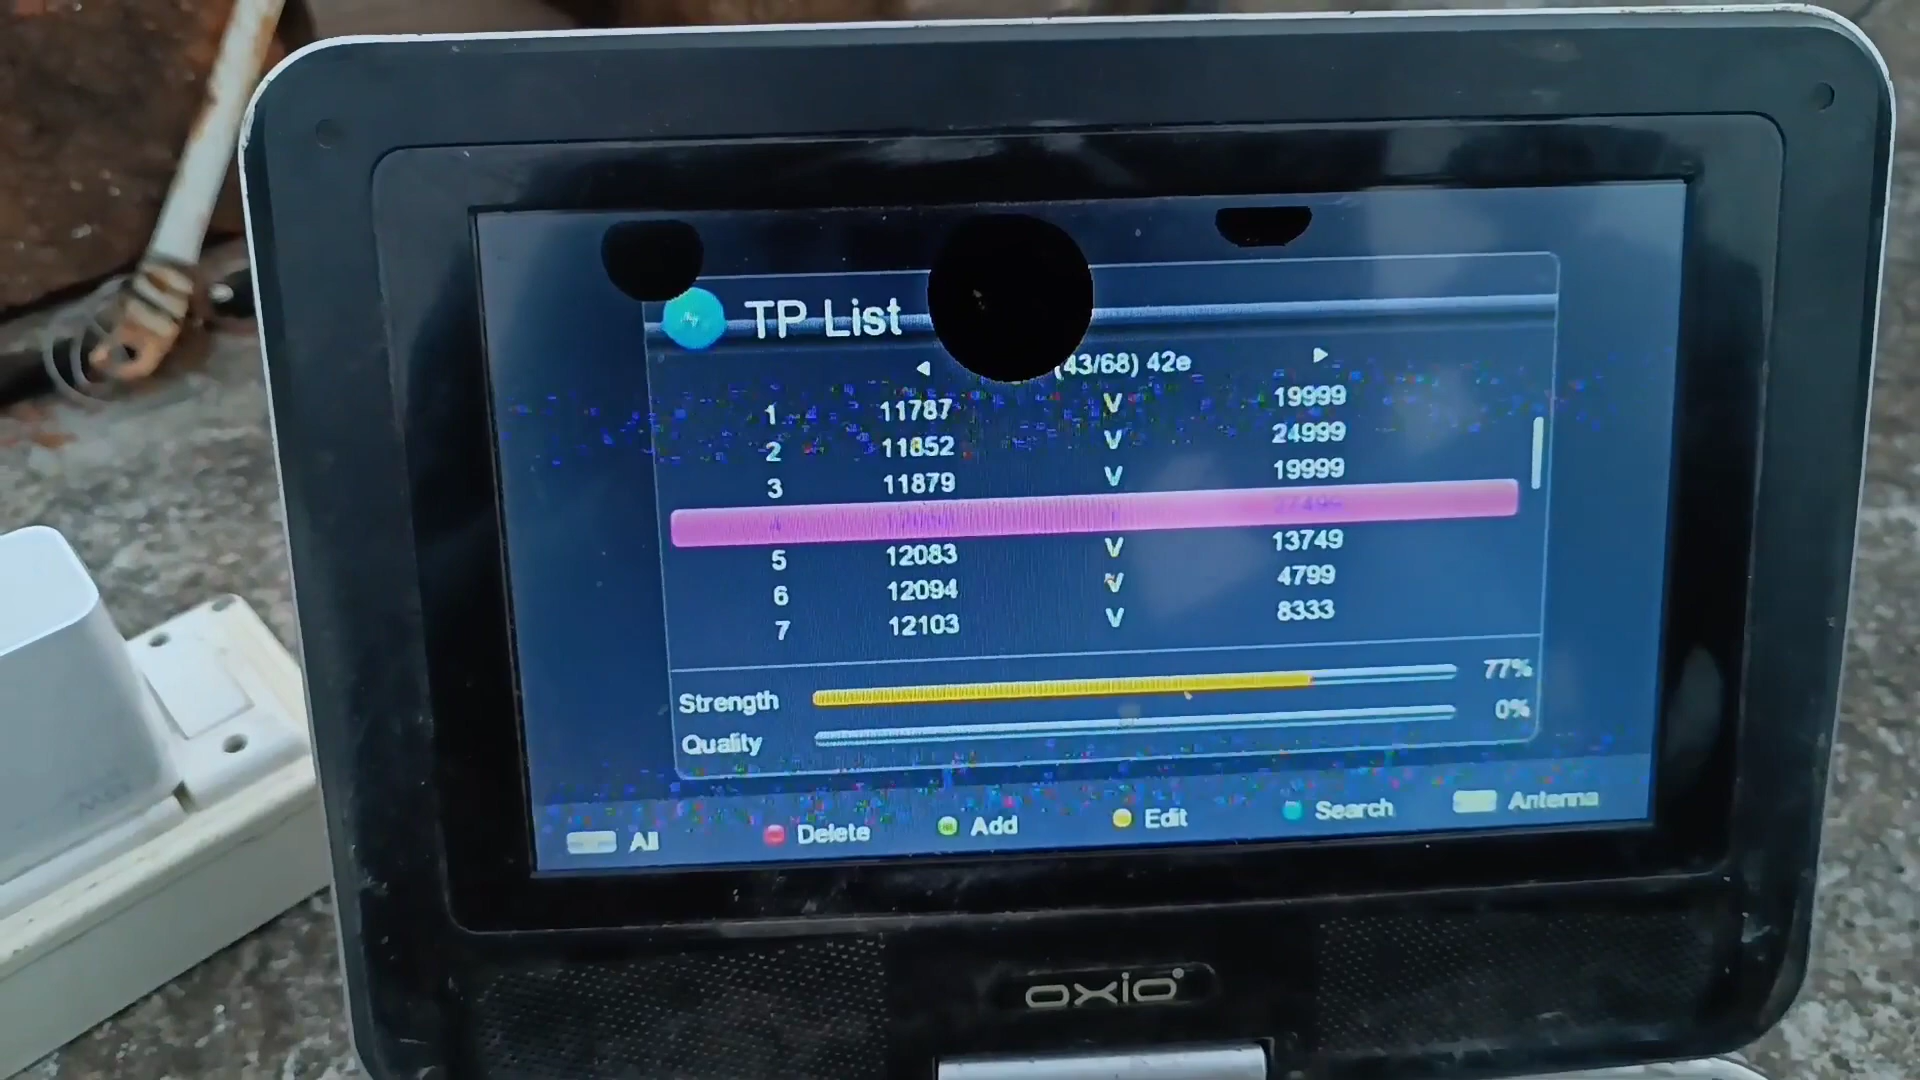 TP List
(43/68) 42e
1 11787 V 19999
2 11852 V 24999
3 11879 V 19999
4
5 12083 V 13749
6 12094 V 4799
7 12103 V 8333
Strength 77%
Quality 0%
All Delete Add Edit Search Antenna
OXIO